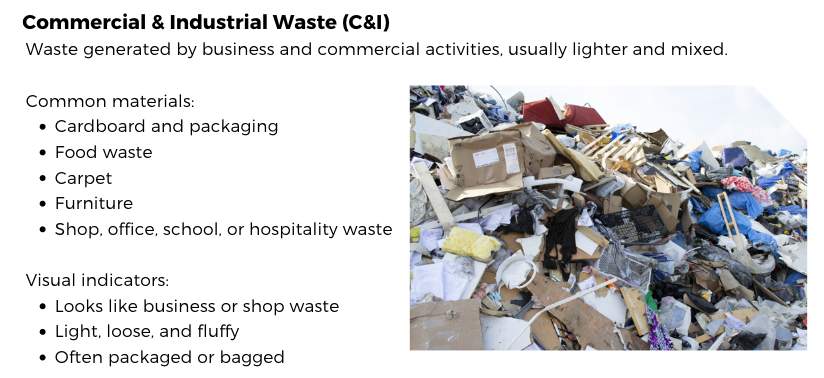 Commercial & Industrial Waste (C&I)
Waste generated by business and commercial activities, usually lighter and mixed.
Common materials:
• Cardboard and packaging
• Food waste
• Carpet
• Furniture
• Shop, office, school, or hospitality waste
Visual indicators:
• Looks like business or shop waste
• Light, loose, and fluffy
• Often packaged or bagged